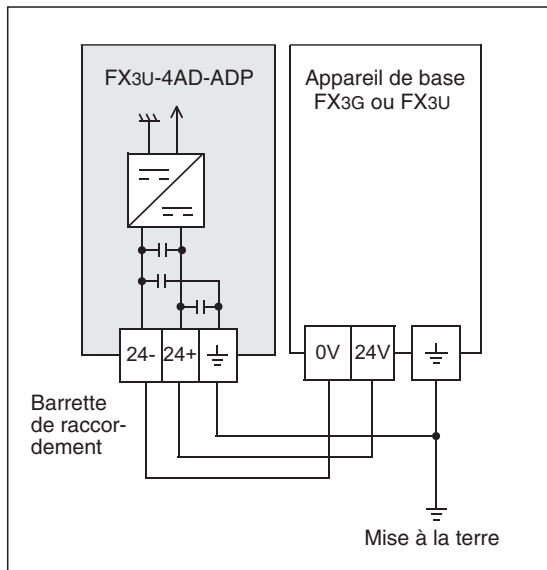 FX3U-4AD-ADP
Appareil de base
FX3G ou FX3U
24- 24+
0V 24V
Barrette
de raccor-
dement
Mise à la terre